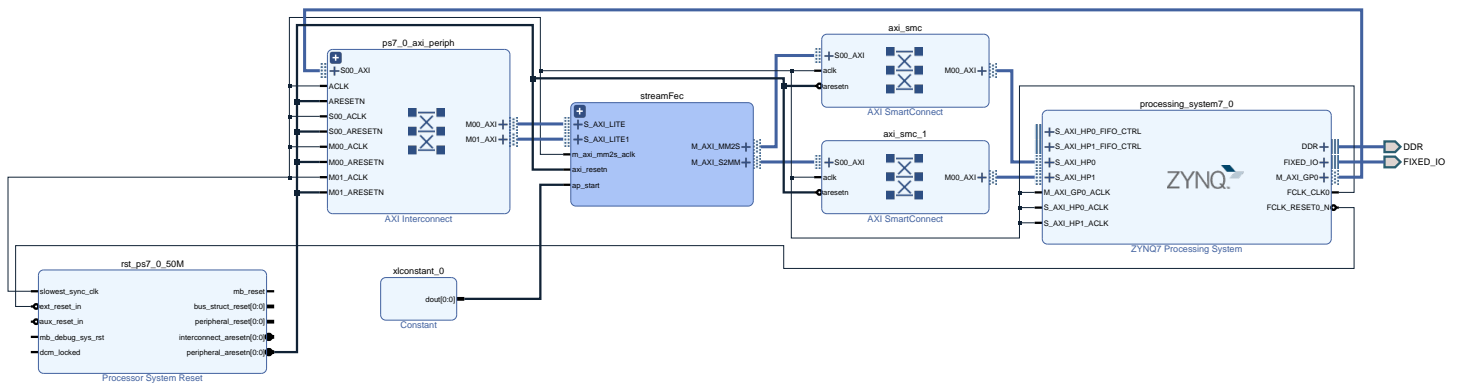 ps7_0_axi_periph
S00_AXI
ACLK
ARESETN
S00_ACLK
S00_ARESETN
M00_ACLK
M00_ARESETN
M01_ACLK
M01_ARESETN
M00_AXI
M01_AXI
AXI Interconnect
streamFec
S_AXI_LITE
S_AXI_LITE1
m_axi_mm2s_aclk
axi_resetn
ap_start
M_AXI_MM2S
M_AXI_S2MM
axi_smc
S00_AXI
aclk
aresetn
M00_AXI
AXI SmartConnect
axi_smc_1
S00_AXI
aclk
aresetn
M00_AXI
AXI SmartConnect
processing_system7_0
S_AXI_HP0_FIFO_CTRL
S_AXI_HP1_FIFO_CTRL
S_AXI_HP0
S_AXI_HP1
M_AXI_GP0_ACLK
S_AXI_HP0_ACLK
S_AXI_HP1_ACLK
ZYNQ
DDR
FIXED_IO
M_AXI_GP0
FCLK_CLK0
FCLK_RESET0_N
ZYNQ7 Processing System
DDR
FIXED_IO
rst_ps7_0_50M
slowest_sync_clk
ext_reset_in
aux_reset_in
mb_debug_sys_rst
dcm_locked
mb_reset
bus_struct_reset[0:0]
peripheral_reset[0:0]
interconnect_aresetn[0:0]
peripheral_aresetn[0:0]
Processor System Reset
xlconstant_0
dout[0:0]
Constant